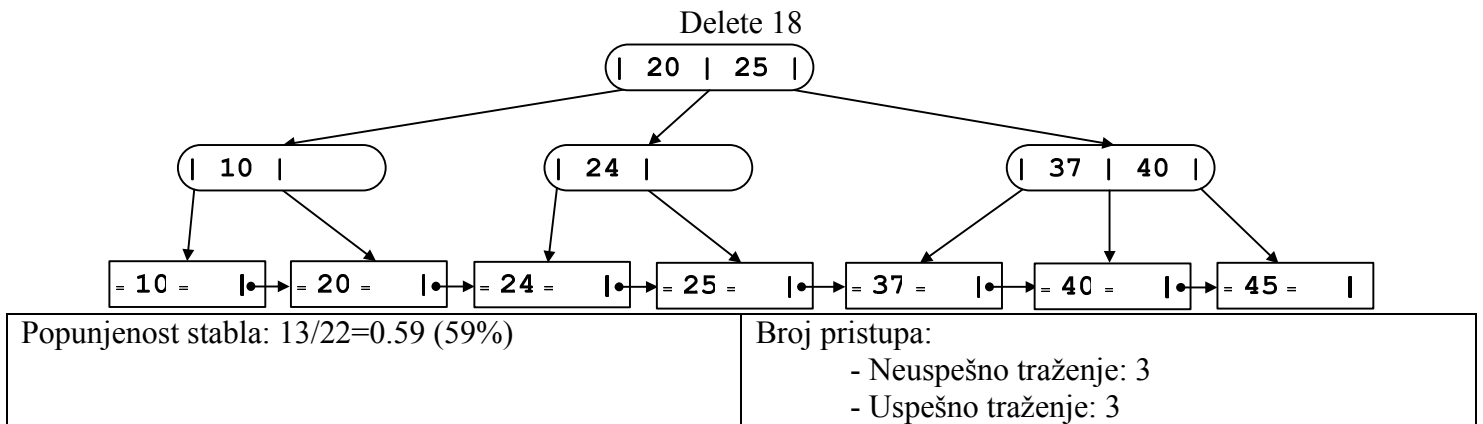 Delete 18
| 20 | 25 |
| 10 |
| 24 |
| 37 | 40 |
= 10 = | = 20 = | = 24 = | = 25 = | = 37 = | = 40 = | = 45 = |
Popunjenost stabla: 13/22=0.59 (59%)
Broj pristupa:
- Neuspešno traženje: 3
- Uspešno traženje: 3